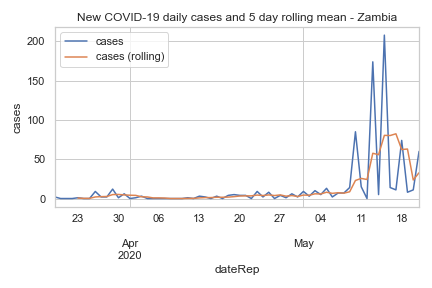 New COVID-19 daily cases and 5 day rolling mean - Zambia
cases
cases (rolling)
200
150
100
50
0
cases
23
30
06
13
20
27
04
11
18
Apr
2020
May
dateRep